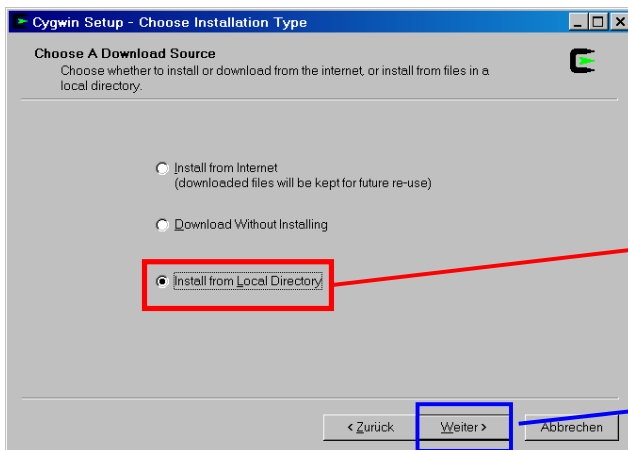 Cygwin Setup - Choose Installation Type
Choose A Download Source
Choose whether to install or download from the internet, or install from files in a
local directory.
Install from Internet
(downloaded files will be kept for future re-use)
Download Without Installing
Install from Local Directory
< Zurück Weiter > Abbrechen